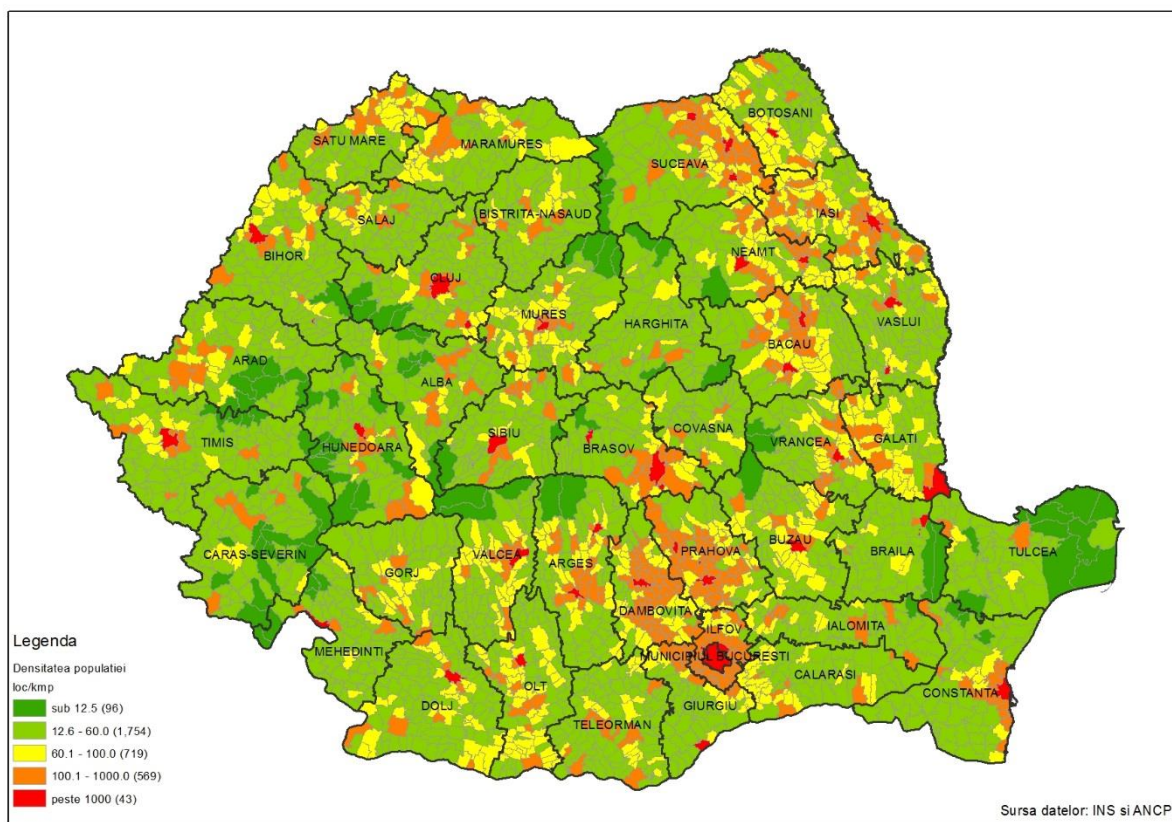 BOTOSANI
SATU MARE
MARAMURES
SUCEAVA
SALAJ
BISTRITA-NASAUD
IASI
BIHOR
NEAMT
CLUJ
MURES
HARGHITA
VASLUI
BACAU
ARAD
ALBA
TIMIS
HUNEDOARA
SIBIU
BRASOV
COVASNA
VRANCEA
GALATI
CARAS-SEVERIN
GORJ
VALCEA
ARGES
PRAHOVA
BUZAU
BRAILA
TULCEA
DAMBOVITA
ILFOV
IALOMITA
MEHEDINTI
MUNICIPIUL BUCURESTI
CALARASI
DOLJ
OLT
GIURGIU
CONSTANTA
TELEORMAN
Legenda
Densitatea populatiei
loc/kmp
sub 12.5 (96)
12.6 - 60.0 (1,754)
60.1 - 100.0 (719)
100.1 - 1000.0 (569)
peste 1000 (43)
Sursa datelor: INS si ANCP